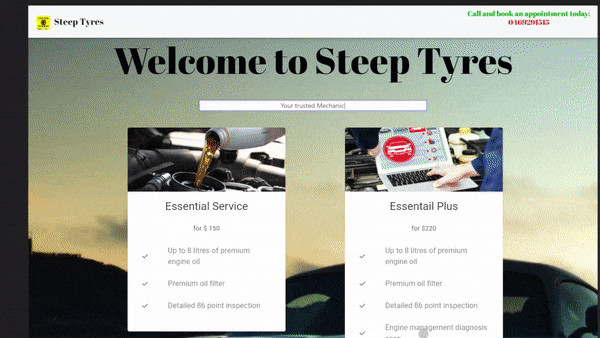 Steep Tyres
Call and book an appointment today:
0469291515
Welcome to Steep Tyres
Your trusted Mechanic
Essential Service
for $ 150
Up to 8 litres of premium
engine oil
Premium oil filter
Detailed 86 point inspection
Essentail Plus
for $220
Up to 8 litres of premium
engine oil
Premium oil filter
Detailed 86 point inspection
Engine management diagnosis